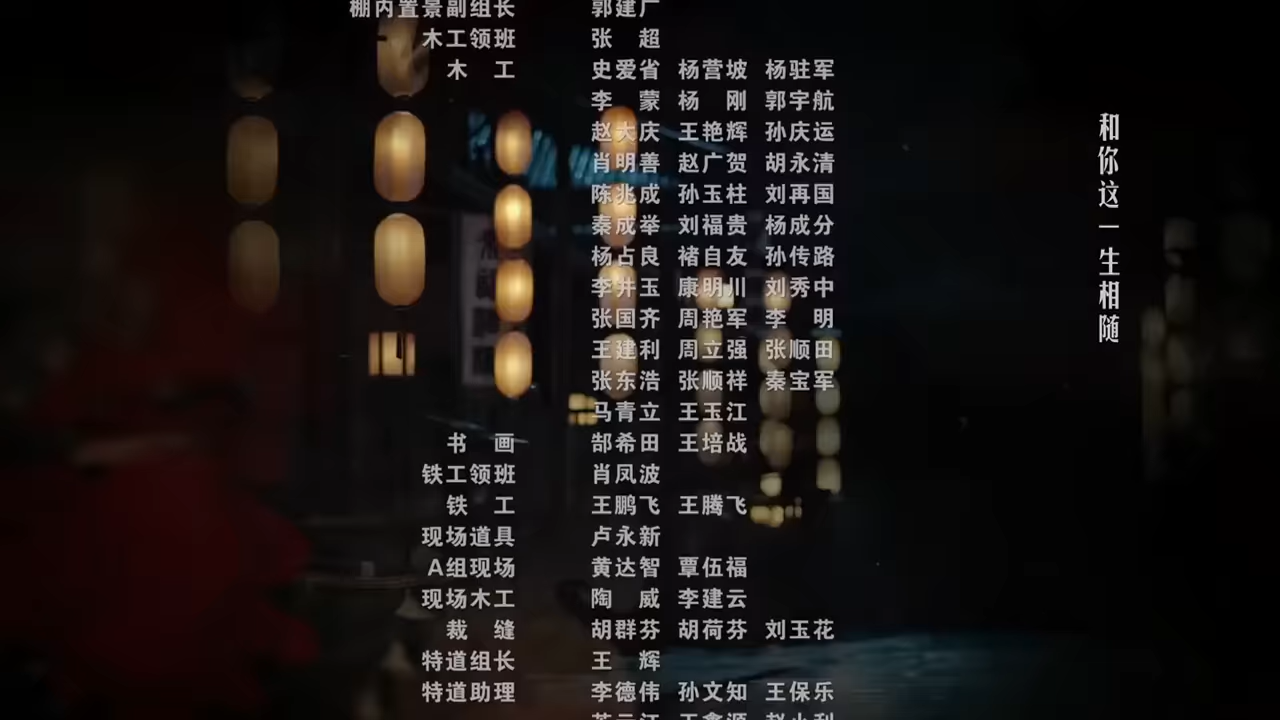 棚内置景副组长 郭建广
木工领班 张 超
木 工 史爱省 杨营坡 杨驻军
李 蒙 杨 刚 郭宇航
赵大庆 王艳辉 孙庆运
肖明善 赵广贺 胡永清
陈兆成 孙玉柱 刘再国
秦成举 刘福贵 杨成分
杨占良 褚自友 孙传路
李井玉 康明川 刘秀中
张国齐 周艳军 李 明
王建利 周立强 张顺田
张东浩 张顺祥 秦宝军
马青立 王玉江
书 画 郜希田 王培战
铁工领班 肖凤波
铁 工 王鹏飞 王腾飞
现场道具 卢永新
A组现场 黄达智 覃伍福
现场木工 陶 威 李建云
裁 缝 胡群芬 胡荷芬 刘玉花
特道组长 王 辉
特道助理 李德伟 孙文知 王保乐
和你这一生相随